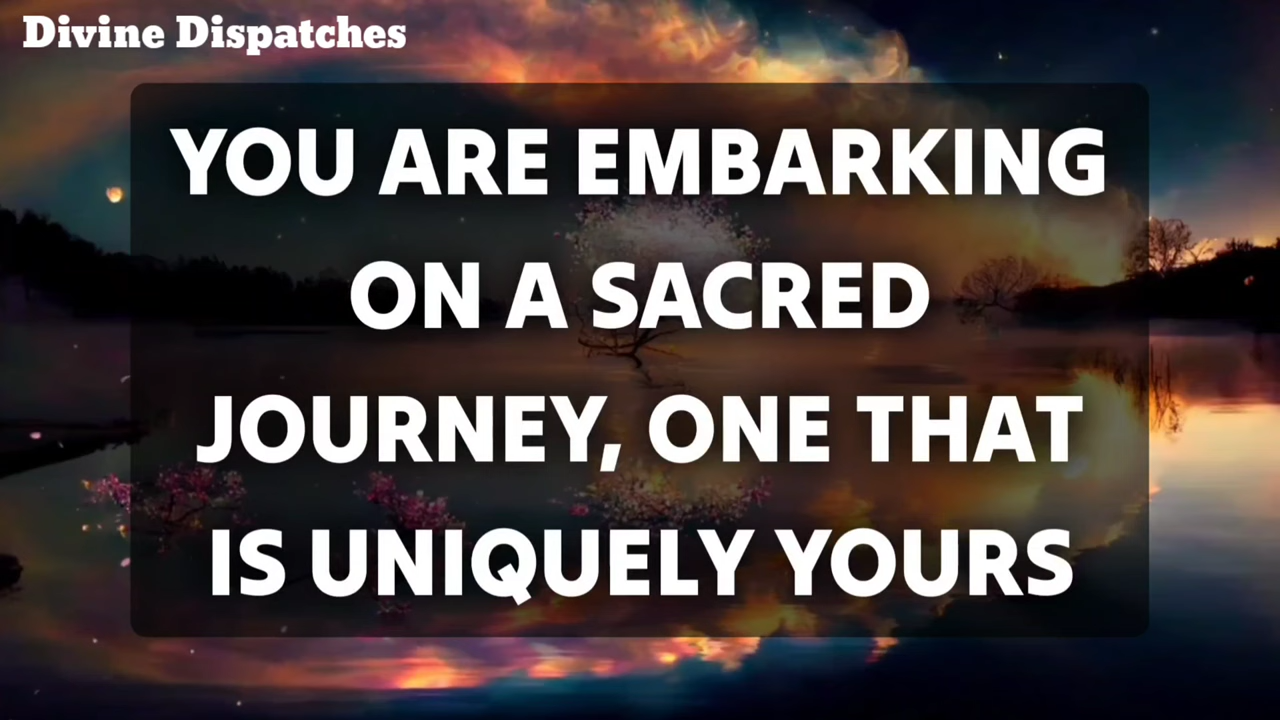 Divine Dispatches
YOU ARE EMBARKING
ON A SACRED
JOURNEY, ONE THAT
IS UNIQUELY YOURS